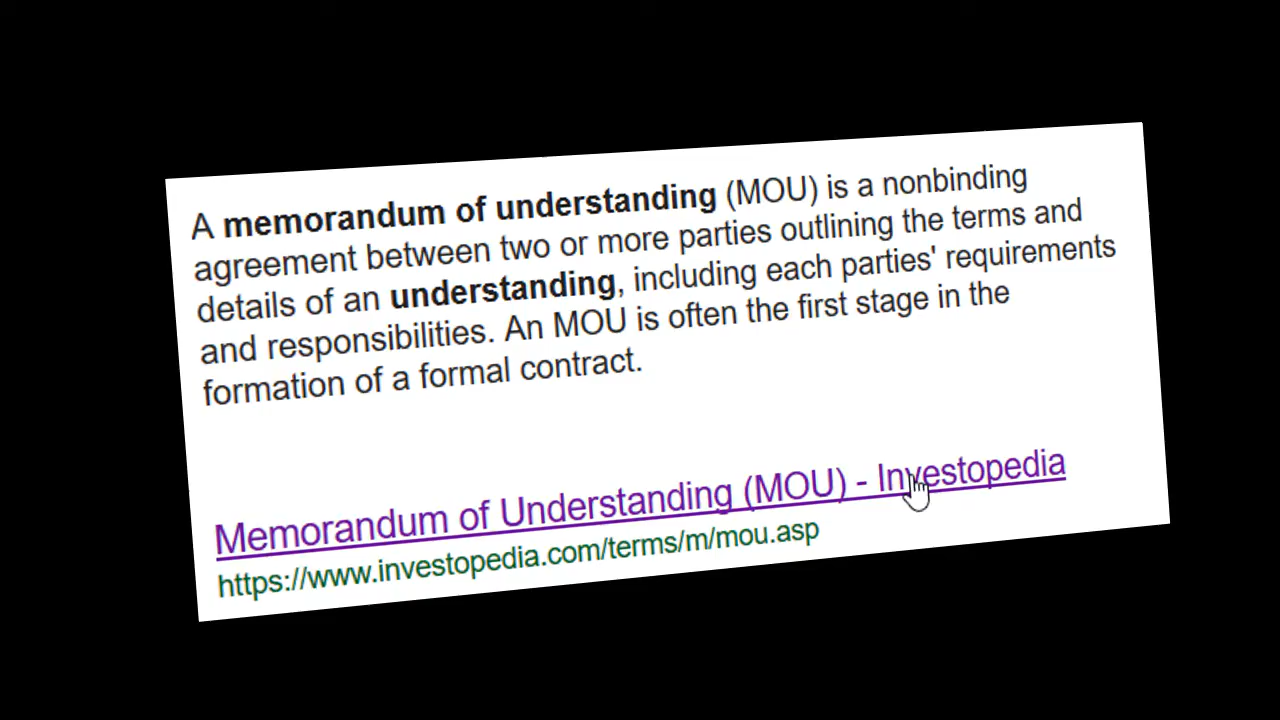 A memorandum of understanding (MOU) is a nonbinding
agreement between two or more parties outlining the terms and
details of an understanding, including each parties' requirements
and responsibilities. An MOU is often the first stage in the
formation of a formal contract.
Memorandum of Understanding (MOU) - Investopedia
https://www.investopedia.com/terms/m/mou.asp